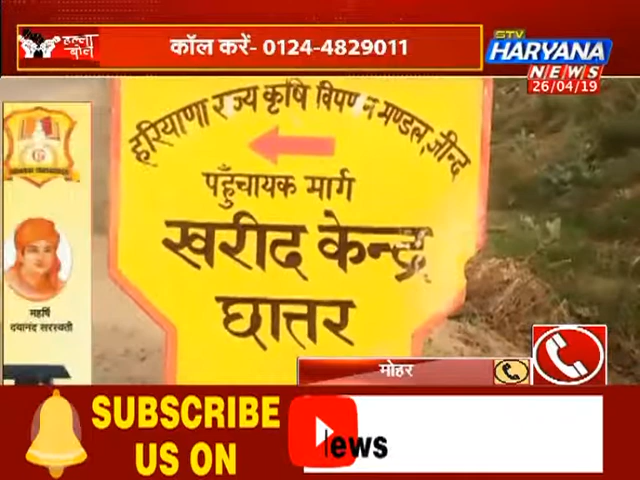 हल्ला
बोल
कॉल करें- 0124-4829011
STV
HARYANA
NEWS
26/04/19
हरियाणा राज्य कृषि विपणन मण्डल, जीन्द
पहुँचायक मार्ग
खरीद केन्द्र
छात्तर
महर्षि
दयानंद सरस्वती
मोहर
SUBSCRIBE
US ON
News